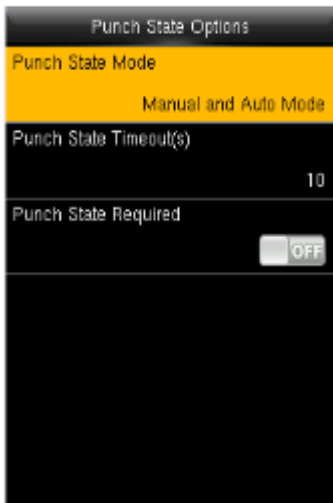 Punch State Options
Punch State Mode
Manual and Auto Mode
Punch State Timeout(s)
10
Punch State Required
OFF